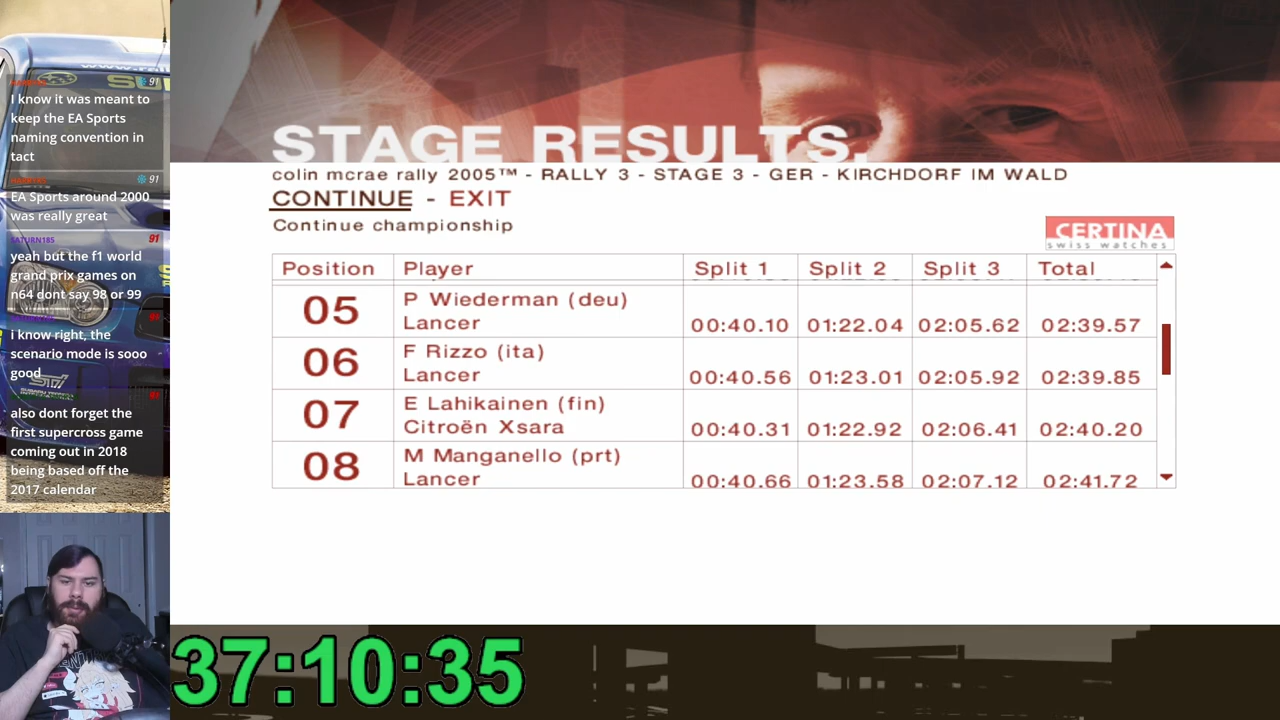 I know it was meant to
keep the EA Sports
naming convention in
tact
91
EA Sports around 2000
was really great
SATURN185
91
yeah but the f1 world
grand prix games on
n64 dont say 98 or 99
91
i know right, the
scenario mode is sooo
good
91
also dont forget the
first supercross game
coming out in 2018
being based off the
2017 calendar
STAGE RESULTS.
colin mcrae rally 2005™ - RALLY 3 - STAGE 3 - GER - KIRCHDORF IM WALD
CONTINUE - EXIT
Continue championship
CERTINA
swiss watches
Position Player Split 1 Split 2 Split 3 Total
05 P Wiederman (deu)
Lancer 00:40.10 01:22.04 02:05.62 02:39.57
06 F Rizzo (ita)
Lancer 00:40.56 01:23.01 02:05.92 02:39.85
07 E Lahikainen (fin)
Citroën Xsara 00:40.31 01:22.92 02:06.41 02:40.20
08 M Manganello (prt)
Lancer 00:40.66 01:23.58 02:07.12 02:41.72
37:10:35